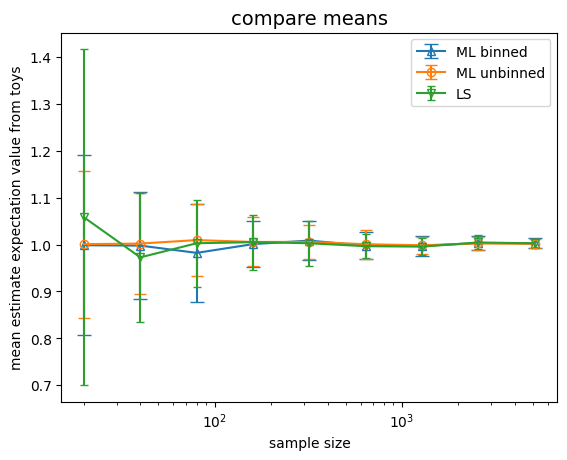 compare means
mean estimate expectation value from toys
1.4
1.3
1.2
1.1
1.0
0.9
0.8
0.7
ML binned
ML unbinned
LS
10²
10³
sample size